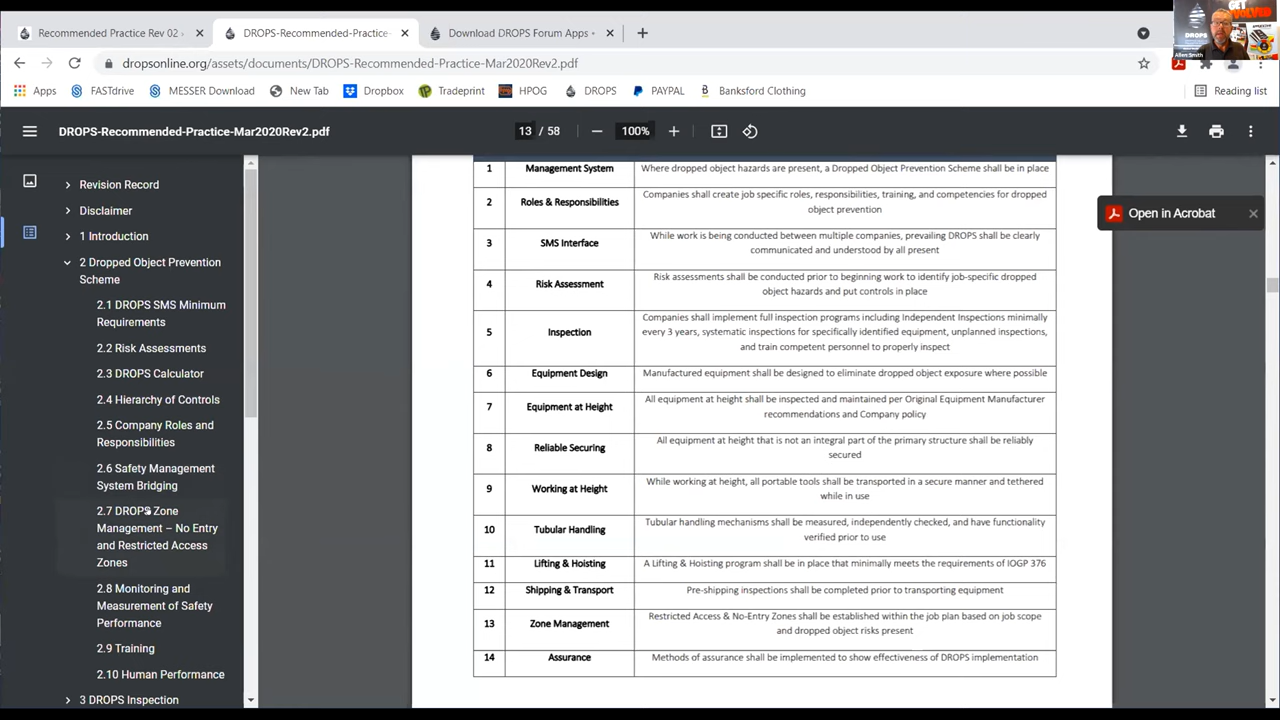 Recommended Practice Rev 02 ×
DROPS-Recommended-Practice ×
Download DROPS Forum Apps ×
GET INVOLVED
DROPS
Allen Smith
dropsonline.org/assets/documents/DROPS-Recommended-Practice-Mar2020Rev2.pdf
Apps FASTdrive MESSER Download New Tab Dropbox Tradeprint HPOG DROPS PAYPAL Banksford Clothing Reading list
DROPS-Recommended-Practice-Mar2020Rev2.pdf 13 / 58 100%
Open in Acrobat
Revision Record
Disclaimer
1 Introduction
2 Dropped Object Prevention
Scheme
2.1 DROPS SMS Minimum
Requirements
2.2 Risk Assessments
2.3 DROPS Calculator
2.4 Hierarchy of Controls
2.5 Company Roles and
Responsibilities
2.6 Safety Management
System Bridging
2.7 DROPS Zone
Management – No Entry
and Restricted Access
Zones
2.8 Monitoring and
Measurement of Safety
Performance
2.9 Training
2.10 Human Performance
3 DROPS Inspection
1 Management System Where dropped object hazards are present, a Dropped Object Prevention Scheme shall be in place
2 Roles & Responsibilities Companies shall create job specific roles, responsibilities, training, and competencies for dropped
object prevention
3 SMS Interface While work is being conducted between multiple companies, prevailing DROPS shall be clearly
communicated and understood by all present
4 Risk Assessment Risk assessments shall be conducted prior to beginning work to identify job-specific dropped
object hazards and put controls in place
5 Inspection Companies shall implement full inspection programs including Independent Inspections minimally
every 3 years, systematic inspections for specifically identified equipment, unplanned inspections,
and train competent personnel to properly inspect
6 Equipment Design Manufactured equipment shall be designed to eliminate dropped object exposure where possible
7 Equipment at Height All equipment at height shall be inspected and maintained per Original Equipment Manufacturer
recommendations and Company policy
8 Reliable Securing All equipment at height that is not an integral part of the primary structure shall be reliably
secured
9 Working at Height While working at height, all portable tools shall be transported in a secure manner and tethered
while in use
10 Tubular Handling Tubular handling mechanisms shall be measured, independently checked, and have functionality
verified prior to use
11 Lifting & Hoisting A Lifting & Hoisting program shall be in place that minimally meets the requirements of IOGP 376
12 Shipping & Transport Pre-shipping inspections shall be completed prior to transporting equipment
13 Zone Management Restricted Access & No-Entry Zones shall be established within the job plan based on job scope
and dropped object risks present
14 Assurance Methods of assurance shall be implemented to show effectiveness of DROPS implementation